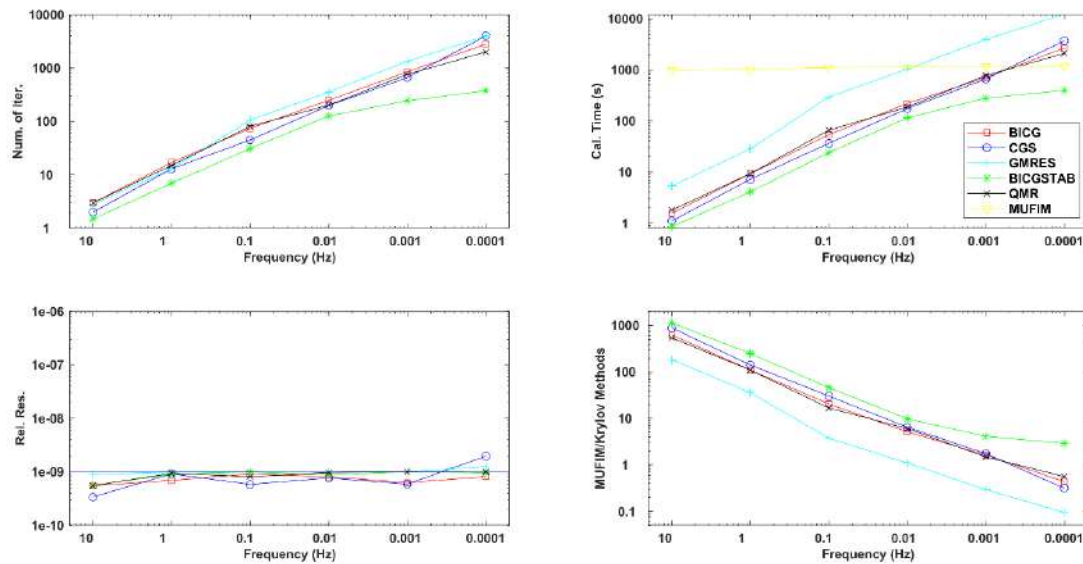 10000
1000
100
10
1
Num. of Iter.
10 1 0.1 0.01 0.001 0.0001
Frequency (Hz)
10000
1000
100
10
1
Cal. Time (s)
BICG
CGS
GMRES
BICGSTAB
QMR
MUFIM
10 1 0.1 0.01 0.001 0.0001
Frequency (Hz)
1e-06
1e-07
1e-08
1e-09
1e-10
Rel. Res.
10 1 0.1 0.01 0.001 0.0001
Frequency (Hz)
1000
100
10
1
0.1
MUFIM/Krylov Methods
10 1 0.1 0.01 0.001 0.0001
Frequency (Hz)